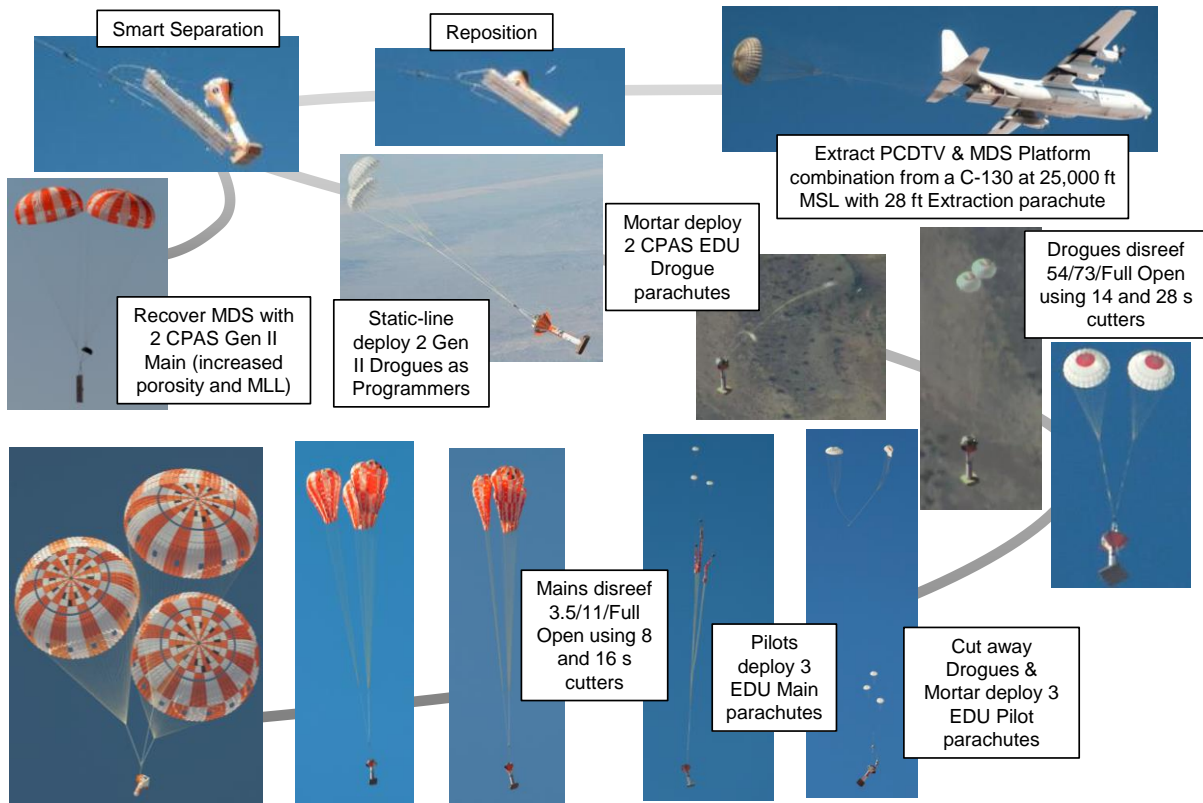 Smart Separation
Reposition
Extract PCDTV & MDS Platform
combination from a C-130 at 25,000 ft
MSL with 28 ft Extraction parachute
Recover MDS with
2 CPAS Gen II
Main (increased
porosity and MLL)
Static-line
deploy 2 Gen
II Drogues as
Programmers
Mortar deploy
2 CPAS EDU
Drogue
parachutes
Drogues disreef
54/73/Full Open
using 14 and 28 s
cutters
Mains disreef
3.5/11/Full
Open using 8
and 16 s
cutters
Pilots
deploy 3
EDU Main
parachutes
Cut away
Drogues &
Mortar deploy 3
EDU Pilot
parachutes